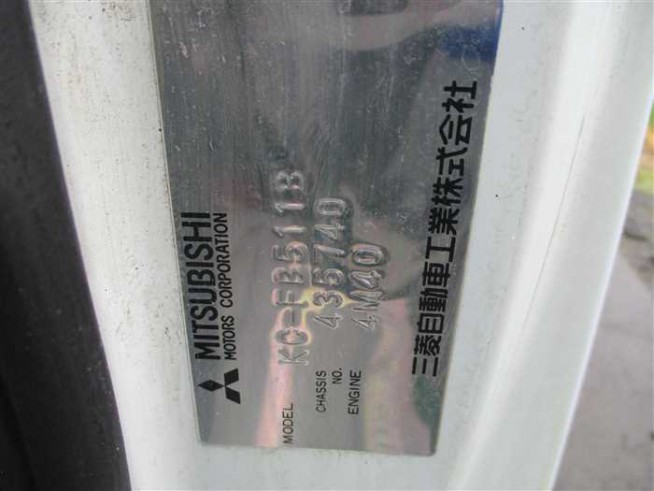 MITSUBISHI
MOTORS CORPORATION
MODEL KC-FB511B
CHASSIS NO. 435740
ENGINE 4M40
三菱自動車工業株式会社